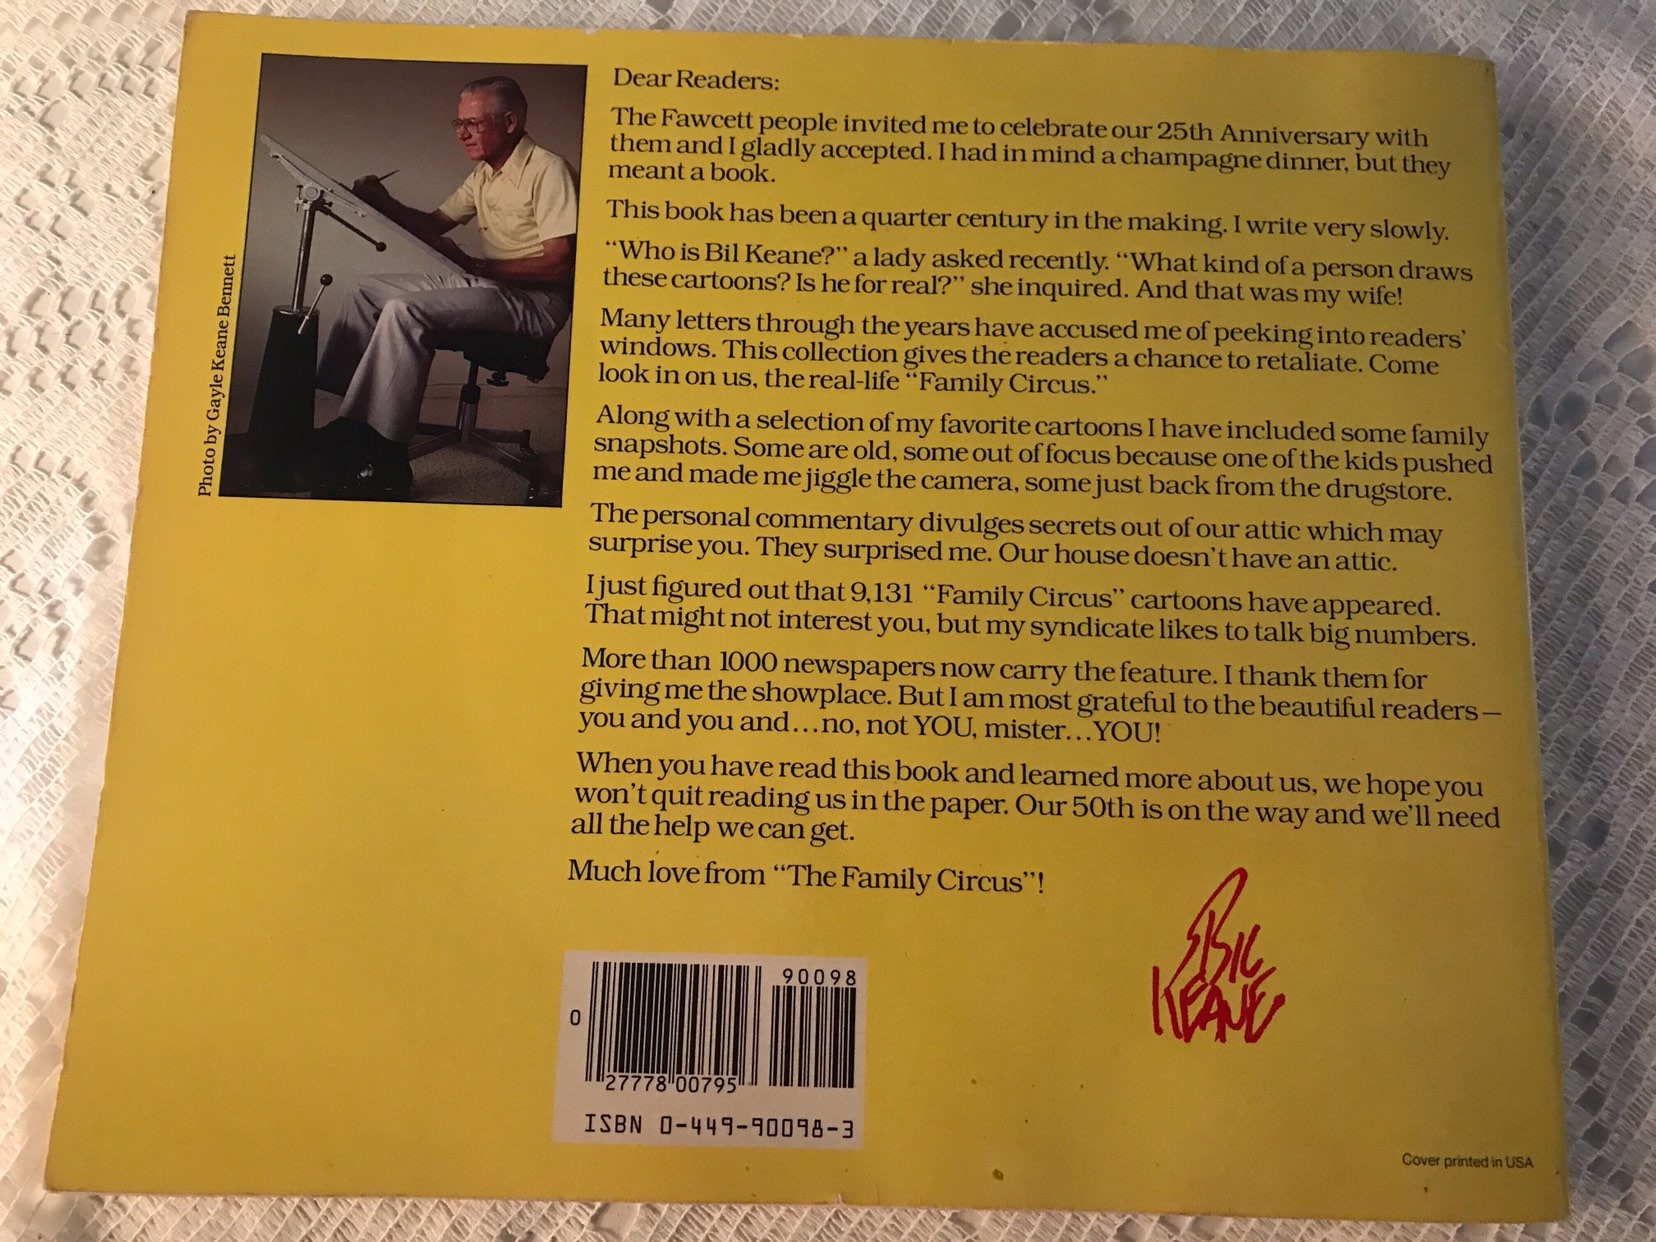 Photo by Gayle Keane Bennett
Dear Readers:
The Fawcett people invited me to celebrate our 25th Anniversary with
them and I gladly accepted. I had in mind a champagne dinner, but they
meant a book.
This book has been a quarter century in the making. I write very slowly.
“Who is Bil Keane?” a lady asked recently. “What kind of a person draws
these cartoons? Is he for real?” she inquired. And that was my wife!
Many letters through the years have accused me of peeking into readers’
windows. This collection gives the readers a chance to retaliate. Come
look in on us, the real-life “Family Circus.”
Along with a selection of my favorite cartoons I have included some family
snapshots. Some are old, some out of focus because one of the kids pushed
me and made me jiggle the camera, some just back from the drugstore.
The personal commentary divulges secrets out of our attic which may
surprise you. They surprised me. Our house doesn’t have an attic.
I just figured out that 9,131 “Family Circus” cartoons have appeared.
That might not interest you, but my syndicate likes to talk big numbers.
More than 1000 newspapers now carry the feature. I thank them for
giving me the showplace. But I am most grateful to the beautiful readers—
you and you and...no, not YOU, mister...YOU!
When you have read this book and learned more about us, we hope you
won’t quit reading us in the paper. Our 50th is on the way and we’ll need
all the help we can get.
Much love from “The Family Circus”!
BIL
KEANE
90098
0
27778 00795
ISBN 0-449-90098-3
Cover printed in USA